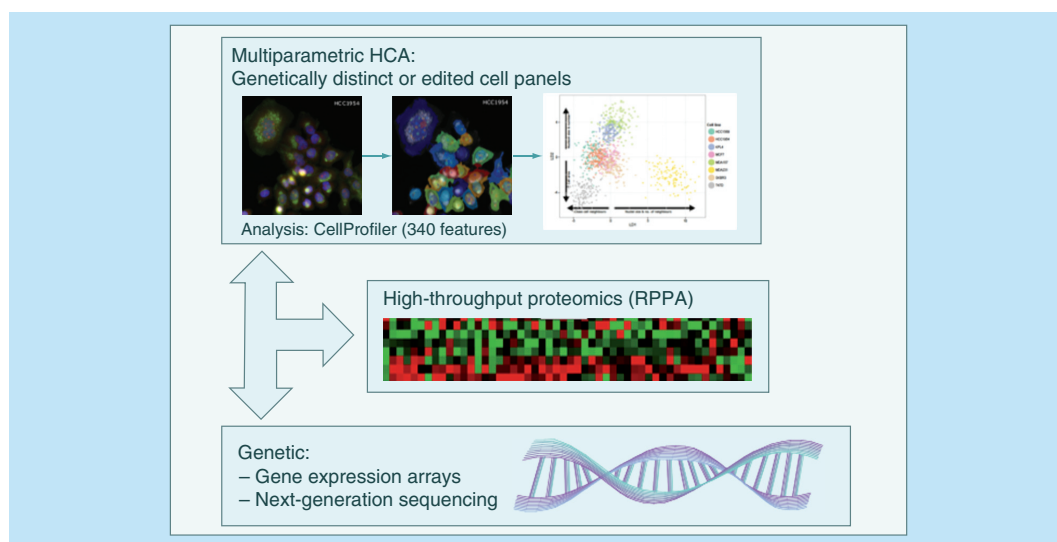 Multiparametric HCA:
Genetically distinct or edited cell panels
HCC1954
HCC1954
Analysis: CellProfiler (340 features)
High-throughput proteomics (RPPA)
Genetic:
– Gene expression arrays
– Next-generation sequencing